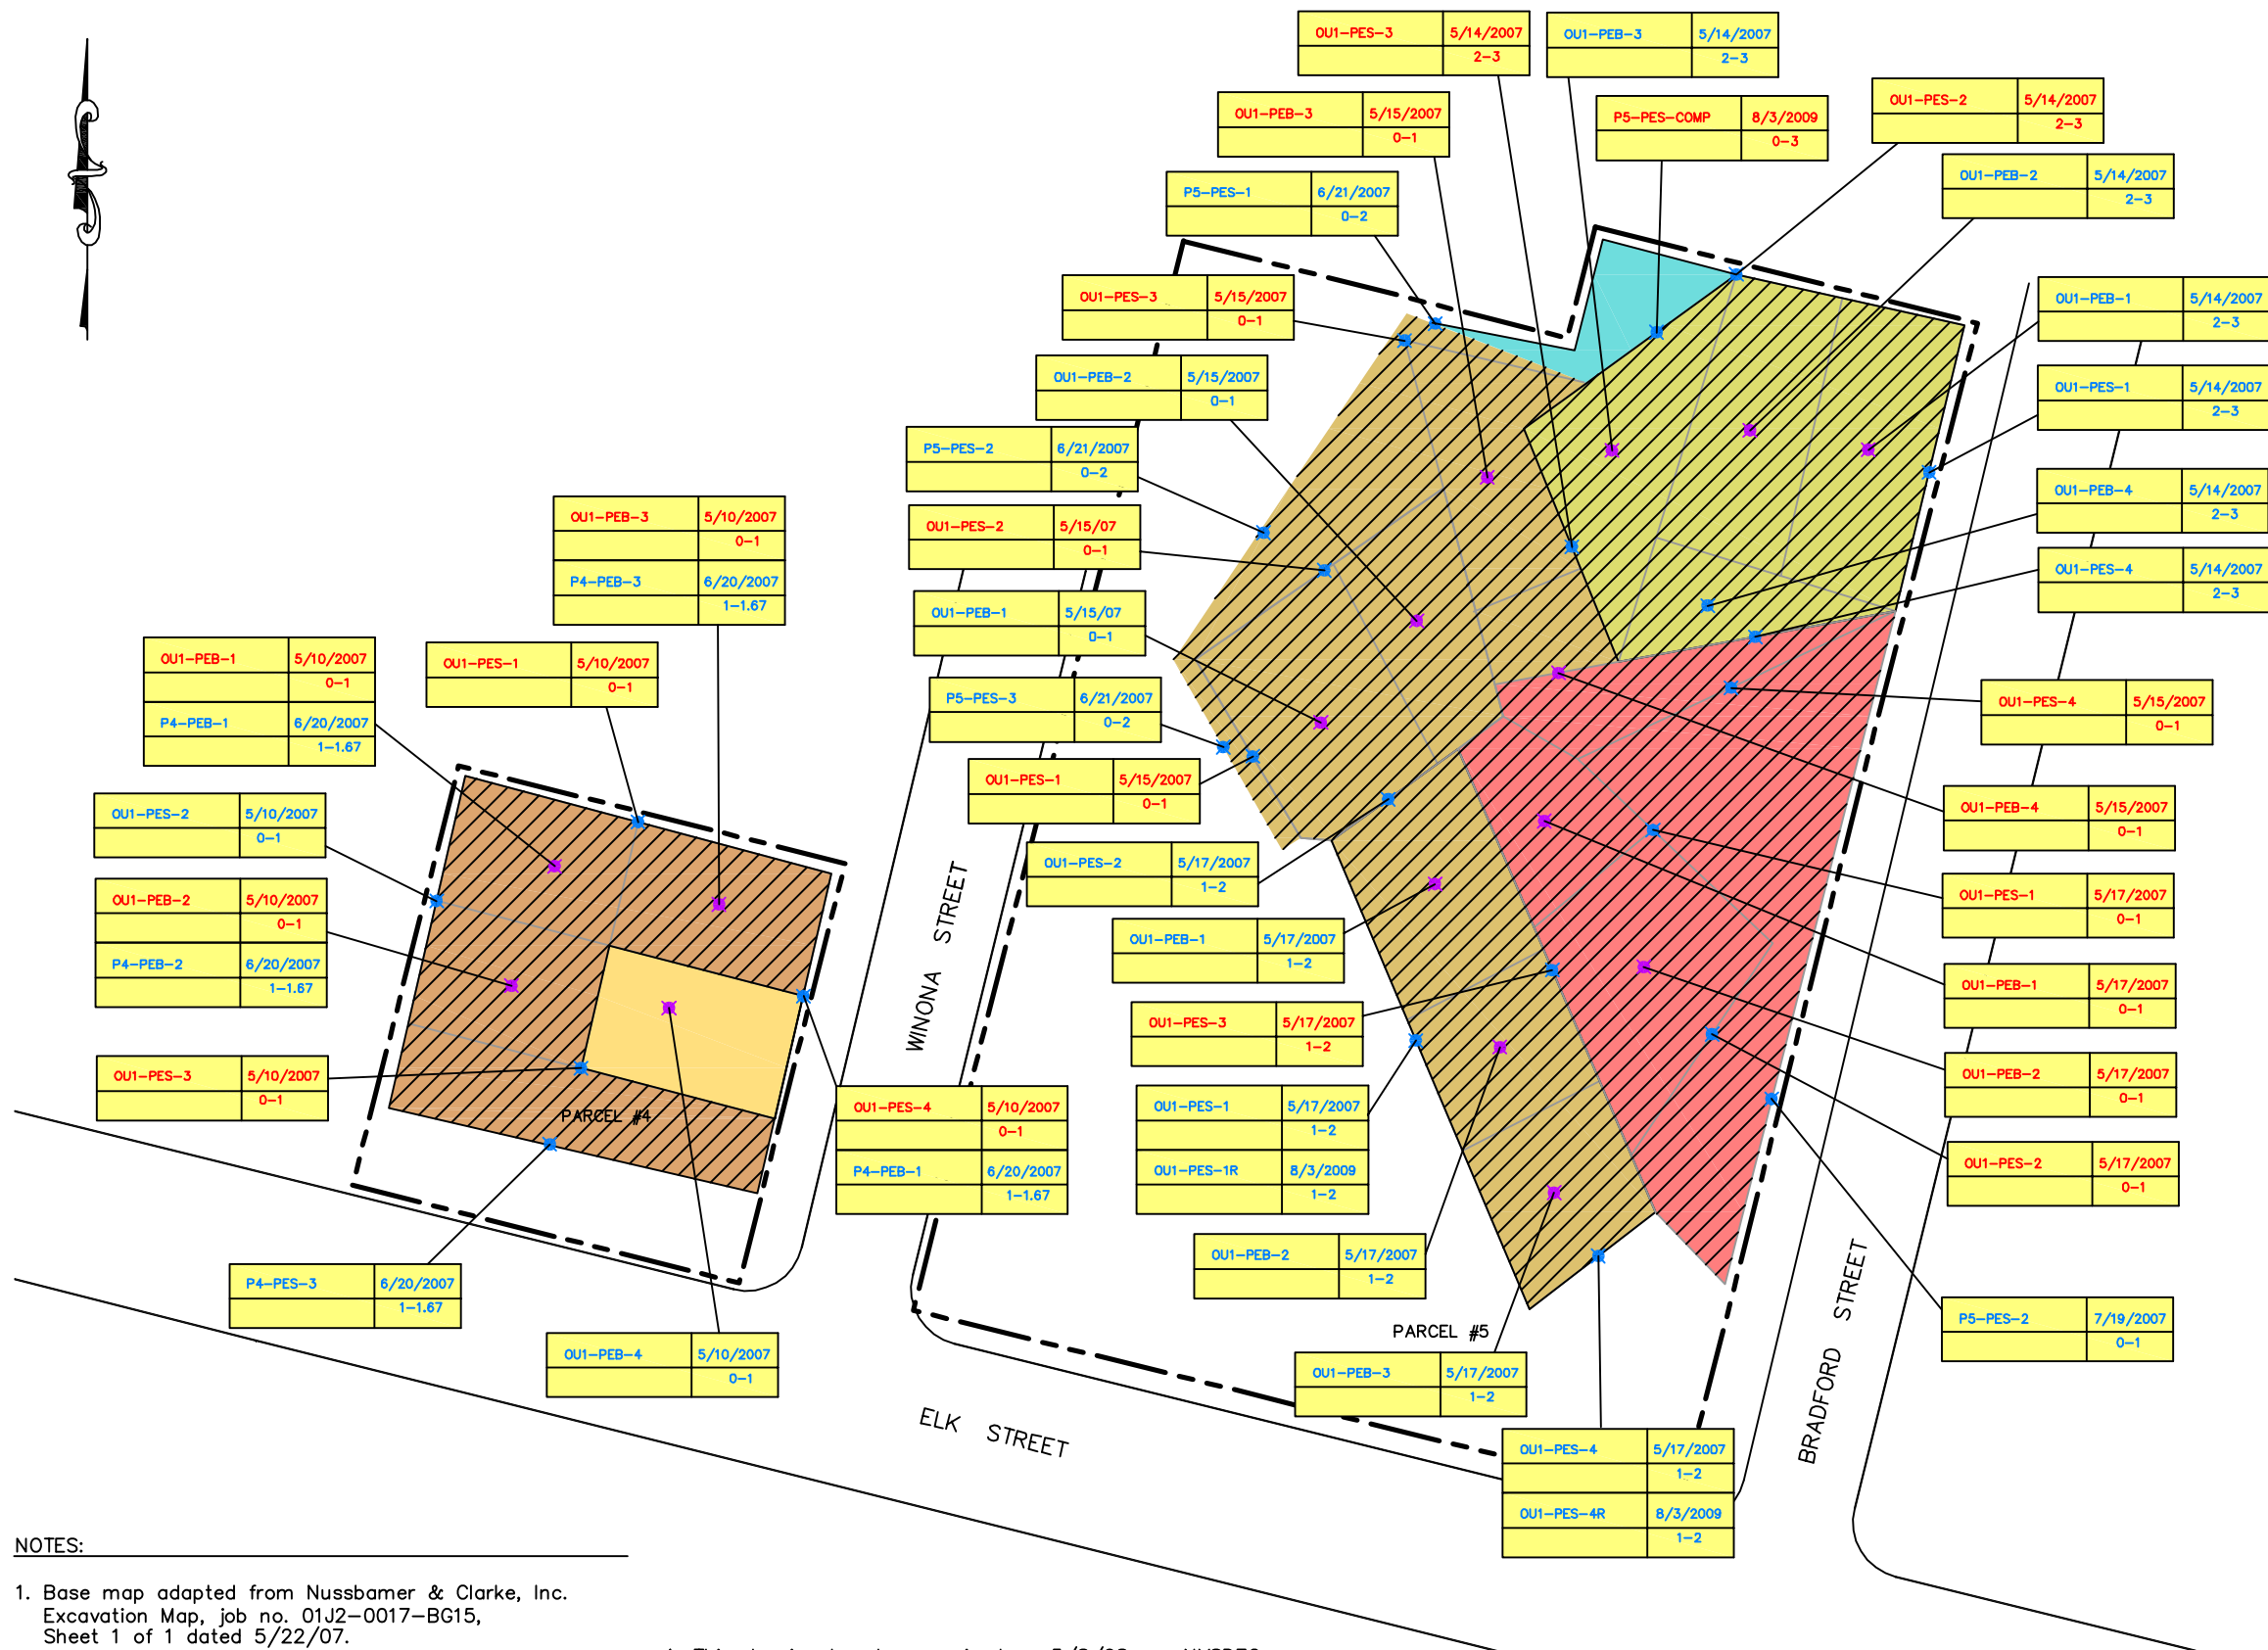 OU1-PES-3 5/14/2007
2-3
OU1-PEB-3 5/14/2007
2-3
OU1-PES-2 5/14/2007
2-3
OU1-PEB-3 5/15/2007
0-1
P5-PES-COMP 8/3/2009
0-3
OU1-PEB-2 5/14/2007
2-3
P5-PES-1 6/21/2007
0-2
OU1-PES-3 5/15/2007
0-1
OU1-PEB-1 5/14/2007
2-3
OU1-PEB-2 5/15/2007
0-1
OU1-PES-1 5/14/2007
2-3
P5-PES-2 6/21/2007
0-2
OU1-PEB-4 5/14/2007
2-3
OU1-PES-2 5/15/07
0-1
OU1-PEB-3 5/10/2007
0-1
P4-PEB-3 6/20/2007
1-1.67
OU1-PES-4 5/14/2007
2-3
OU1-PEB-1 5/15/07
0-1
OU1-PEB-1 5/10/2007
0-1
P4-PEB-1 6/20/2007
1-1.67
OU1-PES-1 5/10/2007
0-1
P5-PES-3 6/21/2007
0-2
OU1-PES-4 5/15/2007
0-1
OU1-PES-1 5/15/2007
0-1
OU1-PES-2 5/10/2007
0-1
OU1-PEB-4 5/15/2007
0-1
OU1-PES-2 5/17/2007
1-2
OU1-PEB-2 5/10/2007
0-1
P4-PEB-2 6/20/2007
1-1.67
OU1-PES-1 5/17/2007
0-1
OU1-PEB-1 5/17/2007
1-2
WINONA STREET
OU1-PEB-1 5/17/2007
0-1
OU1-PES-3 5/17/2007
1-2
OU1-PES-3 5/10/2007
0-1
OU1-PEB-2 5/17/2007
0-1
PARCEL #4
OU1-PES-4 5/10/2007
0-1
P4-PEB-1 6/20/2007
1-1.67
OU1-PES-1 5/17/2007
1-2
OU1-PES-1R 8/3/2009
1-2
OU1-PES-2 5/17/2007
0-1
OU1-PEB-2 5/17/2007
1-2
P4-PES-3 6/20/2007
1-1.67
BRADFORD STREET
P5-PES-2 7/19/2007
0-1
PARCEL #5
OU1-PEB-4 5/10/2007
0-1
OU1-PEB-3 5/17/2007
1-2
ELK STREET
OU1-PES-4 5/17/2007
1-2
OU1-PES-4R 8/3/2009
1-2
NOTES:
1. Base map adapted from Nussbamer & Clarke, Inc.
Excavation Map, job no. 01J2-0017-BG15,
Sheet 1 of 1 dated 5/22/07.